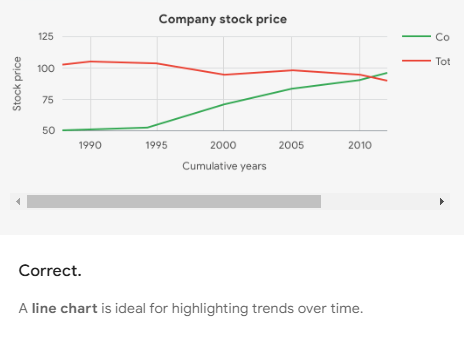 Company stock price
125
100
75
50
Stock price
Co
Tot
1990 1995 2000 2005 2010
Cumulative years
Correct.
A line chart is ideal for highlighting trends over time.